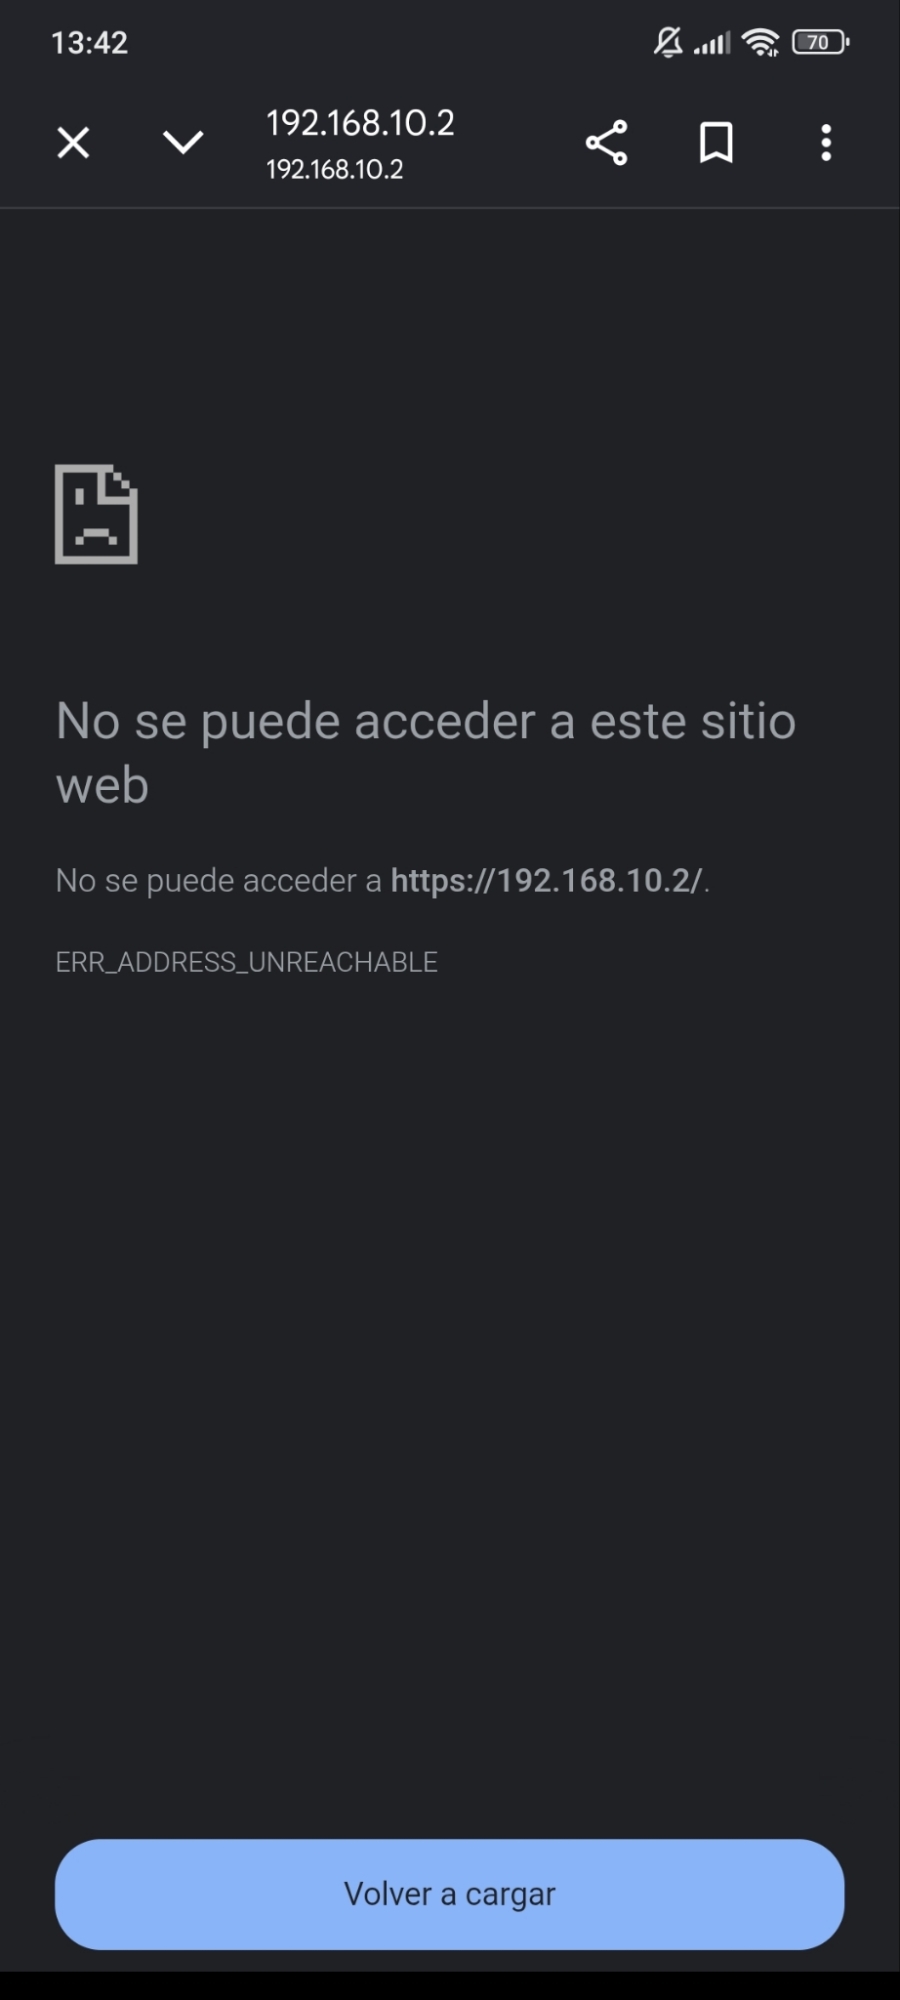 13:42
70
192.168.10.2
192.168.10.2
No se puede acceder a este sitio
web
No se puede acceder a https://192.168.10.2/.
ERR_ADDRESS_UNREACHABLE
Volver a cargar